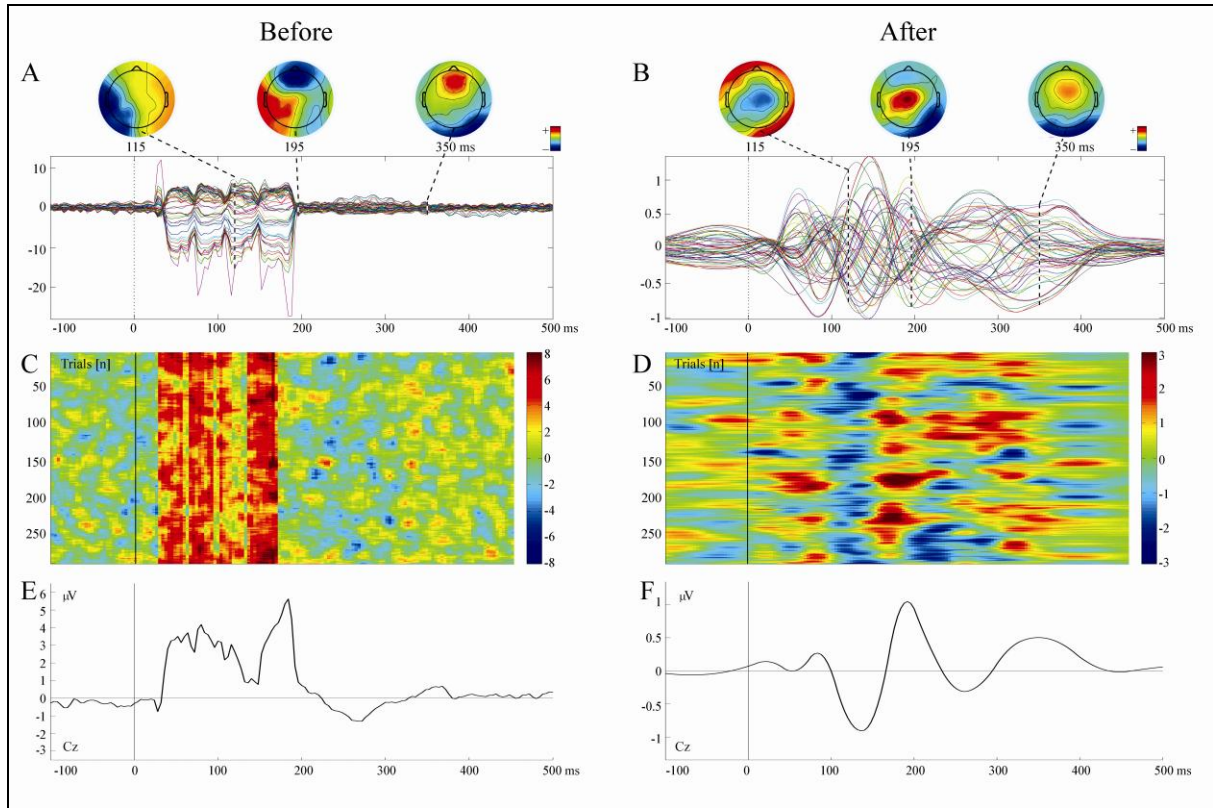 Before
After
A
B
115
195
350 ms
+
−
115
195
350 ms
+
−
10
0
-10
-20
-100 0 100 200 300 400 500 ms
1
0.5
0
-0.5
-1
-100 0 100 200 300 400 500 ms
C
Trials [n]
50
100
150
200
250
8
6
4
2
0
-2
-4
-6
-8
D
Trials [n]
50
100
150
200
250
3
2
1
0
-1
-2
-3
E
µV
6
5
4
3
2
1
0
-1
-2
-3
Cz
-100 0 100 200 300 400 500 ms
F
µV
1
0.5
0
-0.5
-1
Cz
-100 0 100 200 300 400 500 ms